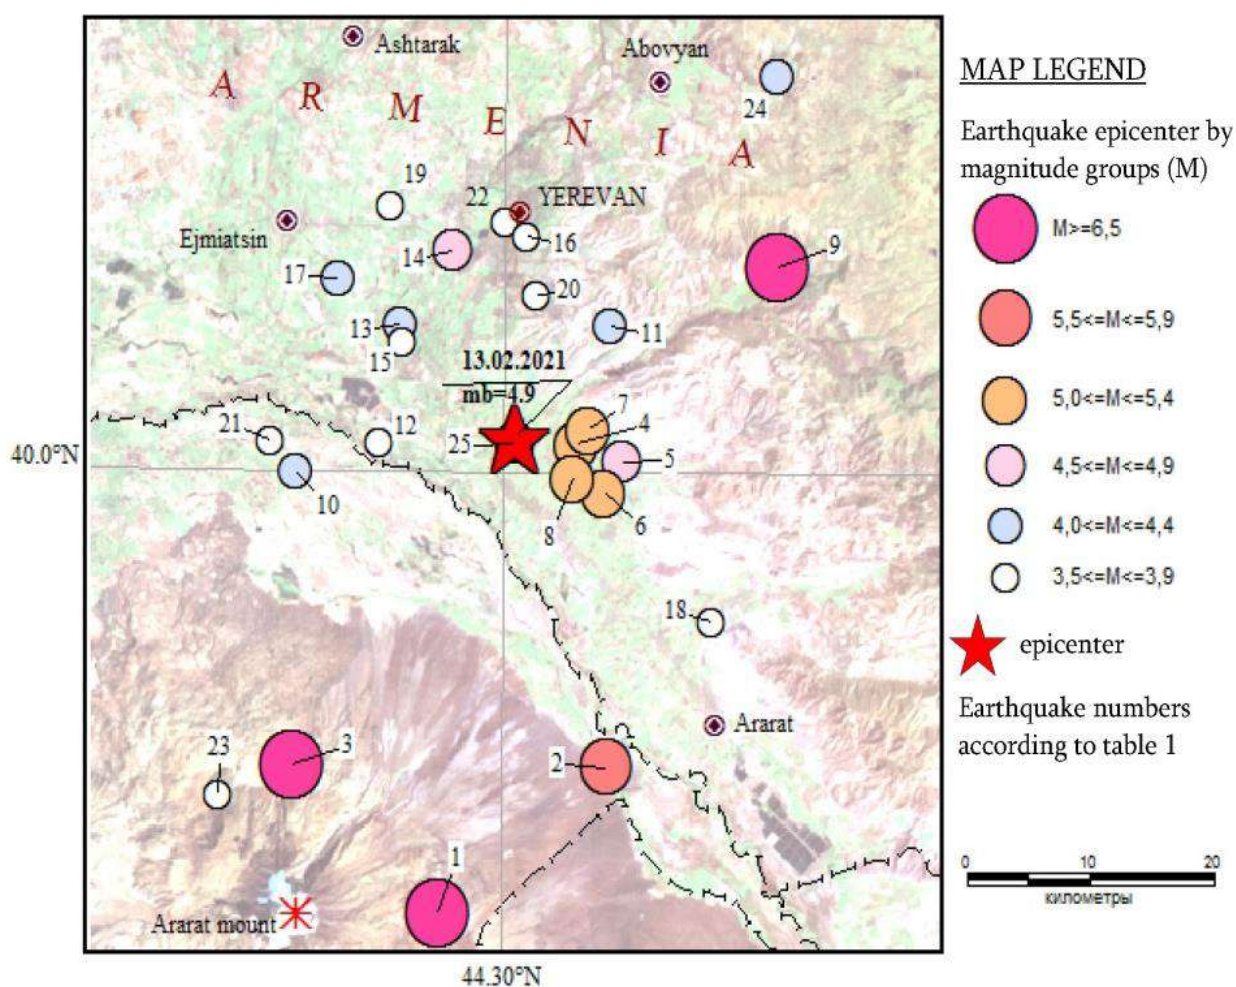 Ashtarak
Abovyan
24
A R M E N I A
19
22
YEREVAN
Ejmiatsin
14
16
9
17
20
13
11
15
13.02.2021
mb=4.9
7
21
12
4
25
40.0°N
5
10
8
6
18
Ararat
23
3
2
1
Ararat mount
44.30°N
MAP LEGEND
Earthquake epicenter by
magnitude groups (M)
M>=6,5
5,5<=M<=5,9
5,0<=M<=5,4
4,5<=M<=4,9
4,0<=M<=4,4
3,5<=M<=3,9
epicenter
Earthquake numbers
according to table 1
0 10 20
километры